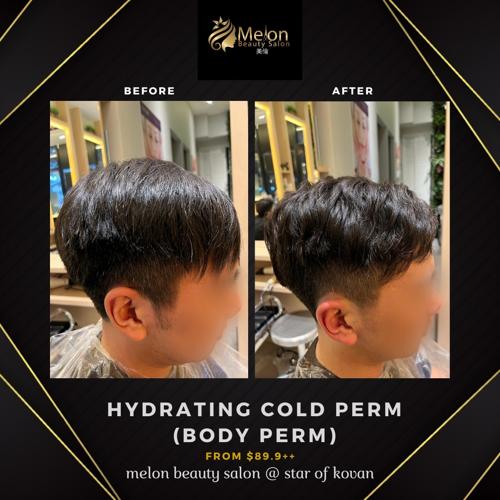 Melon
Beauty Salon
美倫
BEFORE
AFTER
HYDRATING COLD PERM
(BODY PERM)
FROM $89.9++
melon beauty salon @ star of kovan